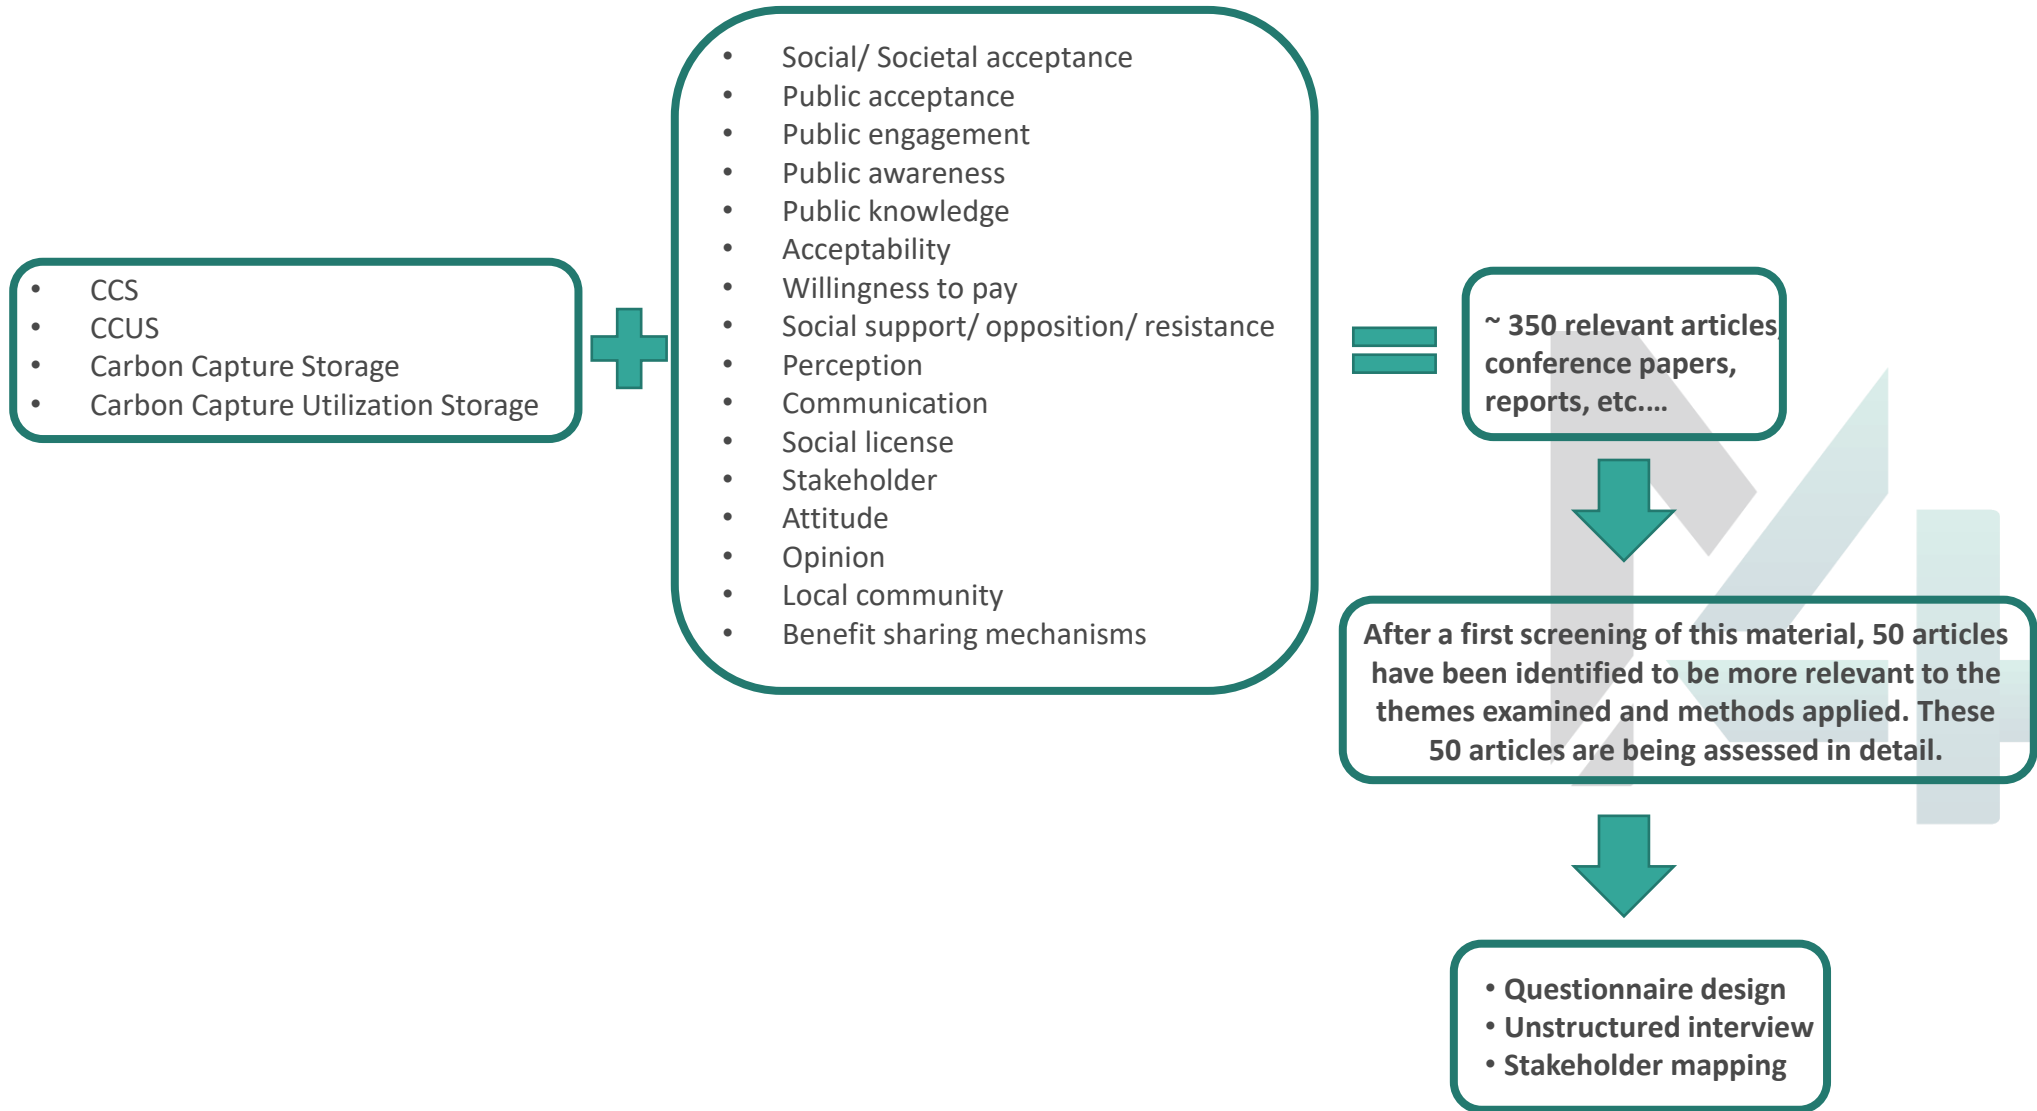 • CCS
• CCUS
• Carbon Capture Storage
• Carbon Capture Utilization Storage
• Social/ Societal acceptance
• Public acceptance
• Public engagement
• Public awareness
• Public knowledge
• Acceptability
• Willingness to pay
• Social support/ opposition/ resistance
• Perception
• Communication
• Social license
• Stakeholder
• Attitude
• Opinion
• Local community
• Benefit sharing mechanisms
~ 350 relevant articles,
conference papers,
reports, etc.…
After a first screening of this material, 50 articles
have been identified to be more relevant to the
themes examined and methods applied. These
50 articles are being assessed in detail.
• Questionnaire design
• Unstructured interview
• Stakeholder mapping